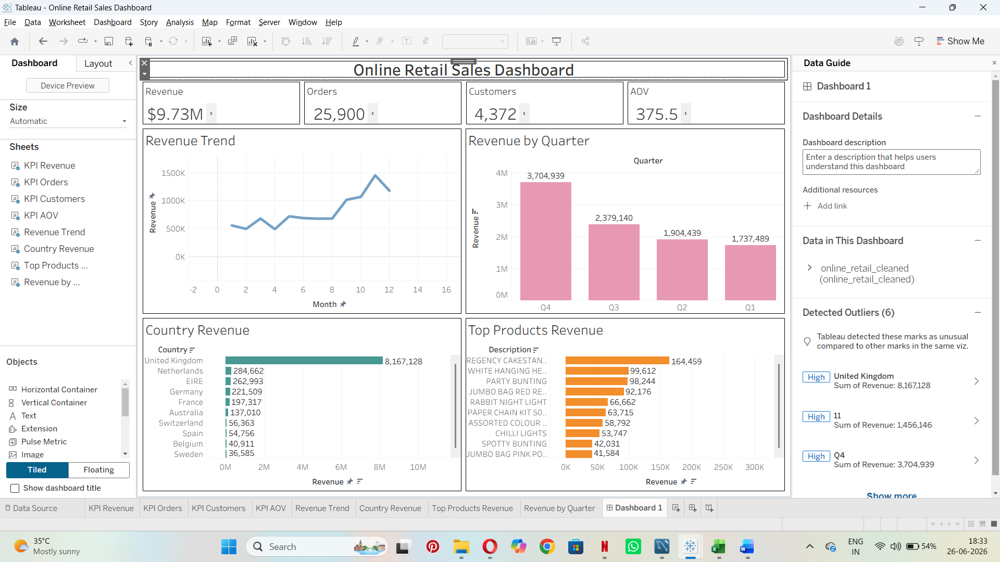 Tableau - Online Retail Sales Dashboard
File Data Worksheet Dashboard Story Analysis Map Format Server Window Help
Show Me
Dashboard Layout
Device Preview
Size
Automatic
Sheets
KPI Revenue
KPI Orders
KPI Customers
KPI AOV
Revenue Trend
Country Revenue
Top Products ...
Revenue by ...
Objects
Horizontal Container
Vertical Container
Text
Extension
Pulse Metric
Image
Tiled Floating
Show dashboard title
Online Retail Sales Dashboard
Revenue
$9.73M
Orders
25,900
Customers
4,372
AOV
375.5
Revenue Trend
Revenue
1500K
1000K
500K
0K
-2 0 2 4 6 8 10 12 14 16
Month
Revenue by Quarter
Quarter
Revenue
4M
3M
2M
1M
0M
3,704,939
2,379,140
1,904,439
1,737,489
Q4 Q3 Q2 Q1
Country Revenue
Country
United Kingdom 8,167,128
Netherlands 284,662
EIRE 262,993
Germany 221,509
France 197,317
Australia 137,010
Switzerland 56,363
Spain 54,756
Belgium 40,911
Sweden 36,585
0M 2M 4M 6M 8M 10M
Revenue
Top Products Revenue
Description
REGENCY CAKESTAN.. 164,459
WHITE HANGING HE.. 99,612
PARTY BUNTING 98,244
JUMBO BAG RED RE.. 92,176
RABBIT NIGHT LIGHT 66,662
PAPER CHAIN KIT 50.. 63,715
ASSORTED COLOUR .. 58,792
CHILLI LIGHTS 53,747
SPOTTY BUNTING 42,031
JUMBO BAG PINK PO.. 41,584
0K 50K 100K 150K 200K 250K 300K
Revenue
Data Guide
Dashboard 1
Dashboard Details
Dashboard description
Enter a description that helps users
understand this dashboard
Additional resources
Add link
Data in This Dashboard
online_retail_cleaned
(online_retail_cleaned)
Detected Outliers (6)
Tableau detected these marks as unusual
compared to other marks in the same viz.
High United Kingdom
Sum of Revenue: 8,167,128
High 11
Sum of Revenue: 1,456,146
High Q4
Sum of Revenue: 3,704,939
Show more
Data Source KPI Revenue KPI Orders KPI Customers KPI AOV Revenue Trend Country Revenue Top Products Revenue Revenue by Quarter Dashboard 1
35°C
Mostly sunny
Search
ENG
IN
54%
18:33
26-06-2026